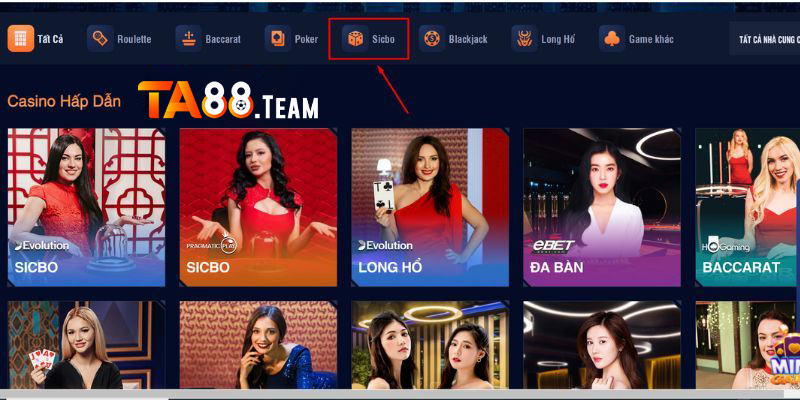 Tất Cả
Roulette
Baccarat
Poker
Sicbo
Blackjack
Long Hổ
Game khác
TẤT CẢ NHÀ CUNG C
Casino Hấp Dẫn
TA88.TEAM
Evolution
SICBO
PRAGMATIC PLAY
SICBO
Evolution
LONG HỔ
eBET
ĐA BÀN
HoGaming
BACCARAT
MIN